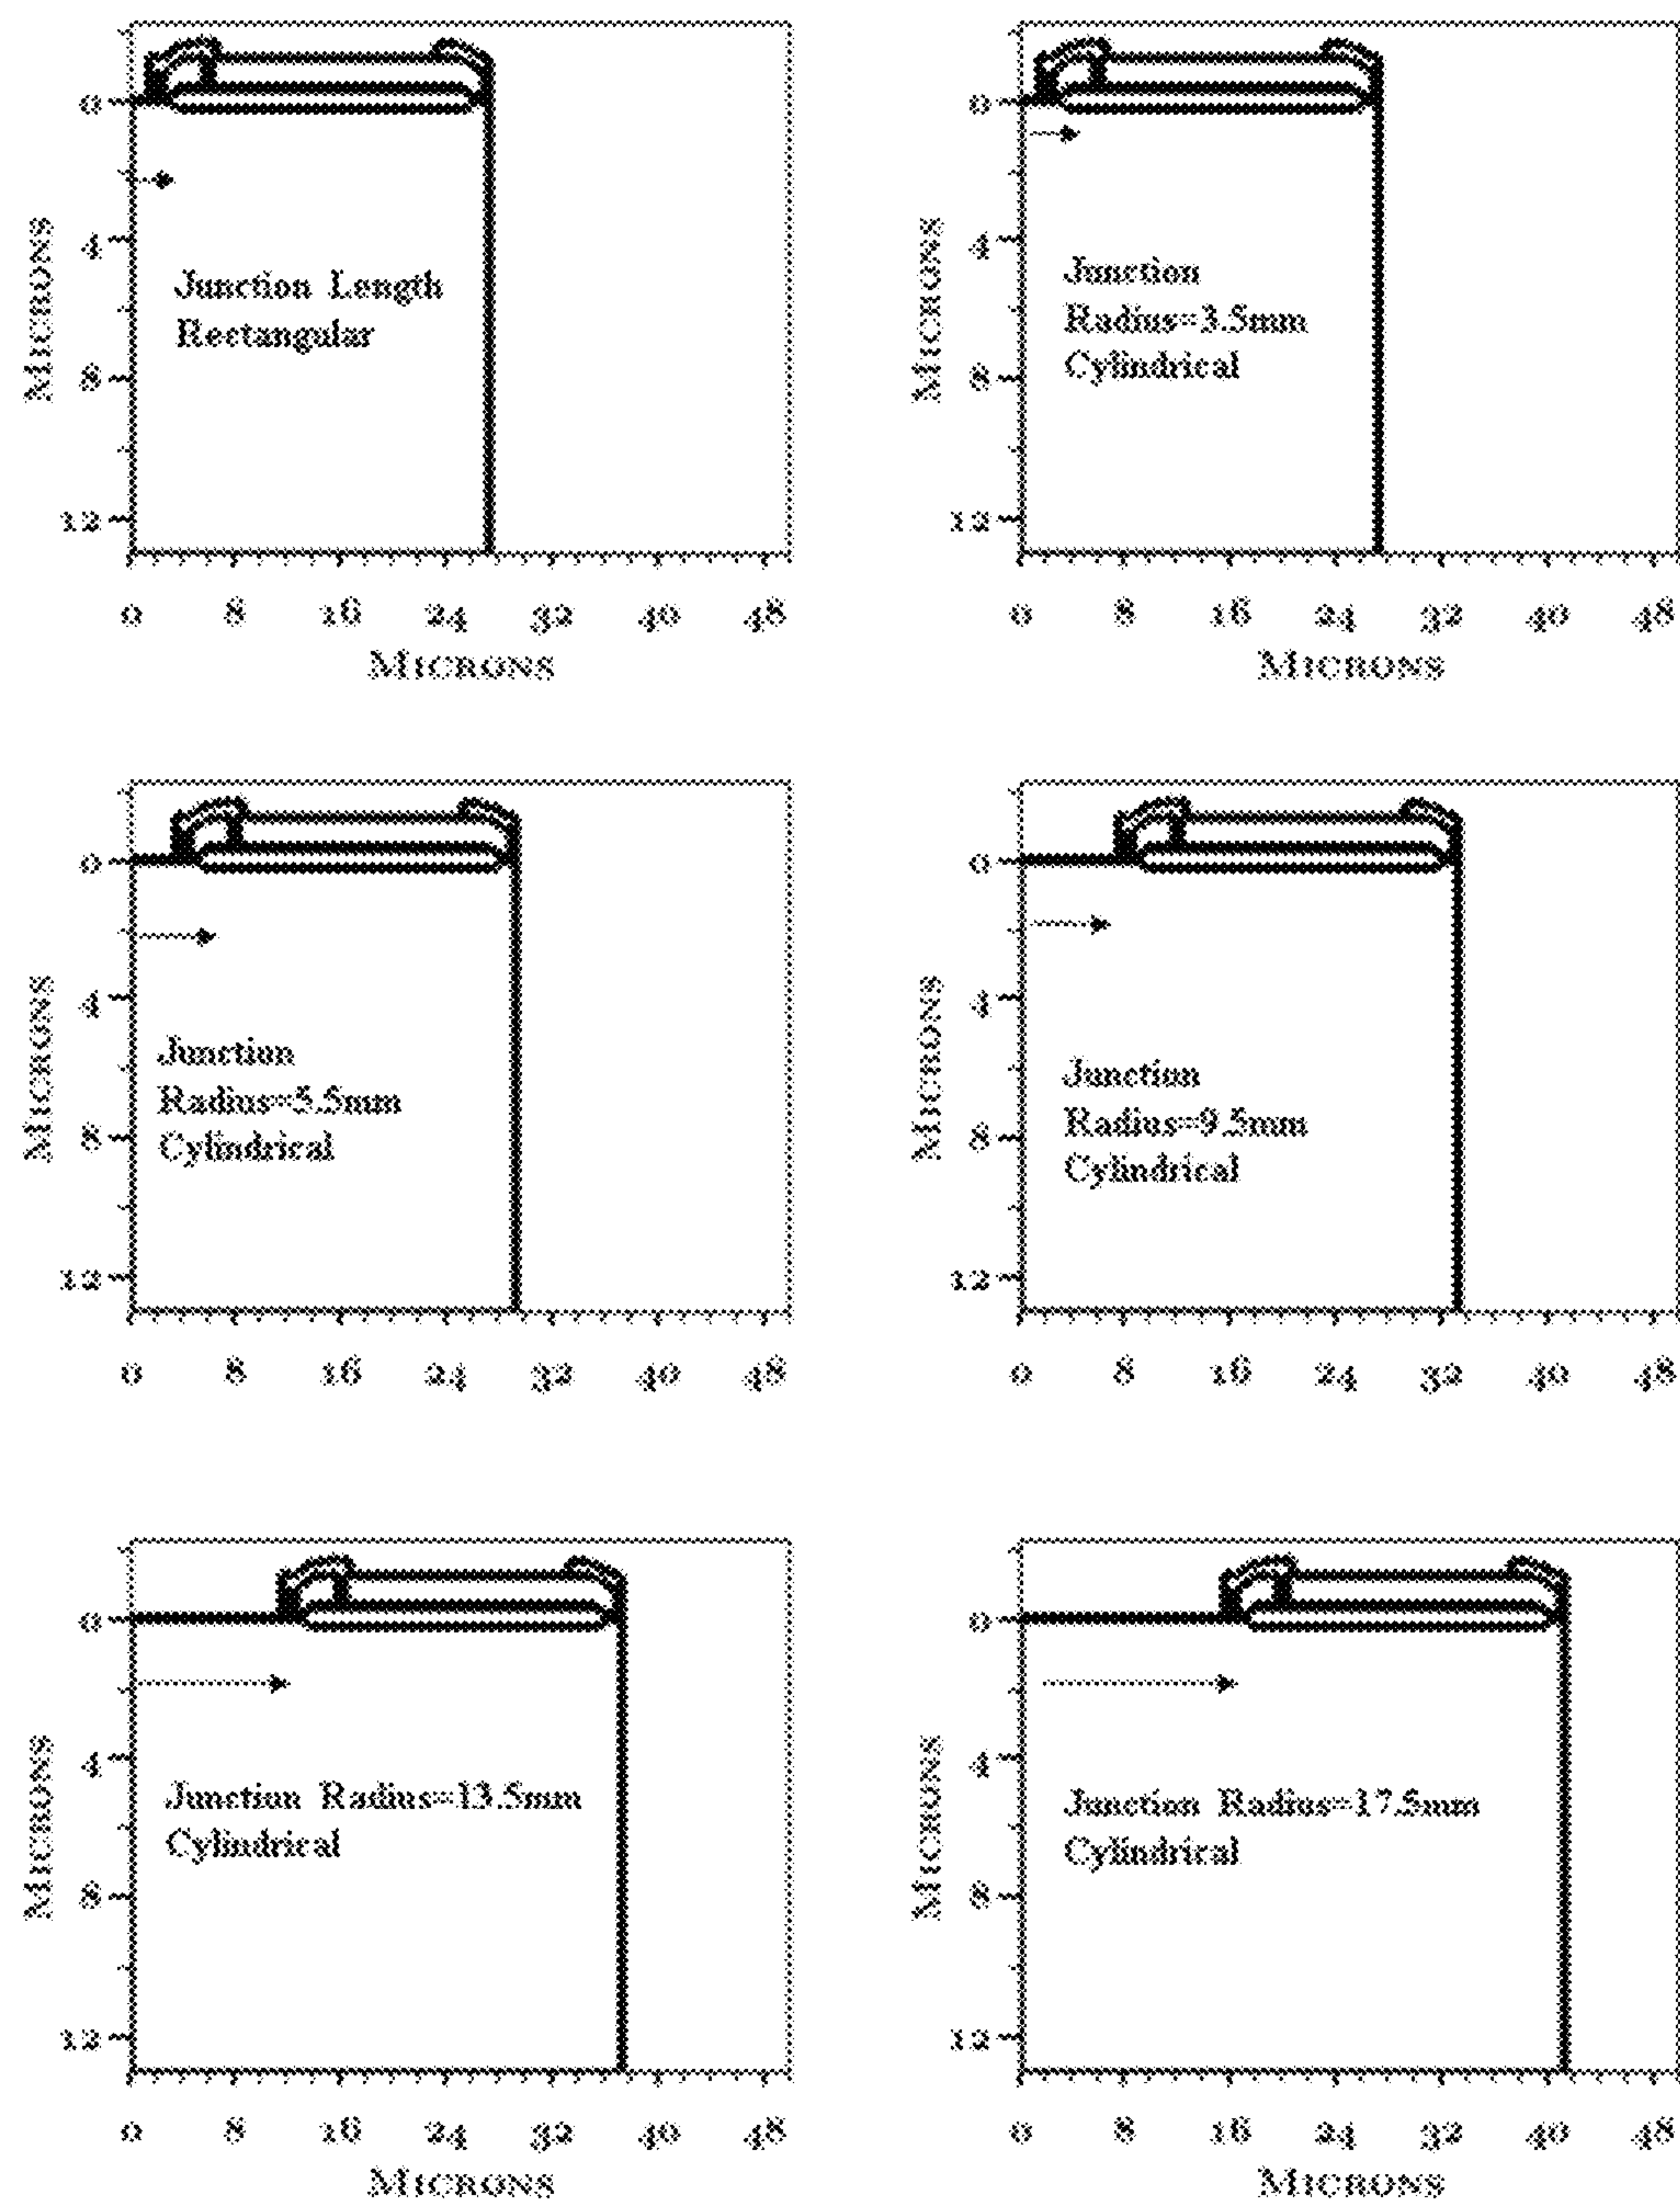 0
4
8
12
MICRONS
Junction Length
Rectangular
0 8 16 24 32 40 48
MICRONS
0
4
8
12
MICRONS
Junction
Radius=3.5mm
Cylindrical
0 8 16 24 32 40 48
MICRONS
0
4
8
12
MICRONS
Junction
Radius=5.5mm
Cylindrical
0 8 16 24 32 40 48
0
4
8
12
MICRONS
Junction
Radius=9.5mm
Cylindrical
0 8 16 24 32 40 48
0
4
8
12
MICRONS
Junction Radius=13.5mm
Cylindrical
0 8 16 24 32 40 48
MICRONS
0
4
8
12
MICRONS
Junction Radius=17.5mm
Cylindrical
0 8 16 24 32 40 48
MICRONS